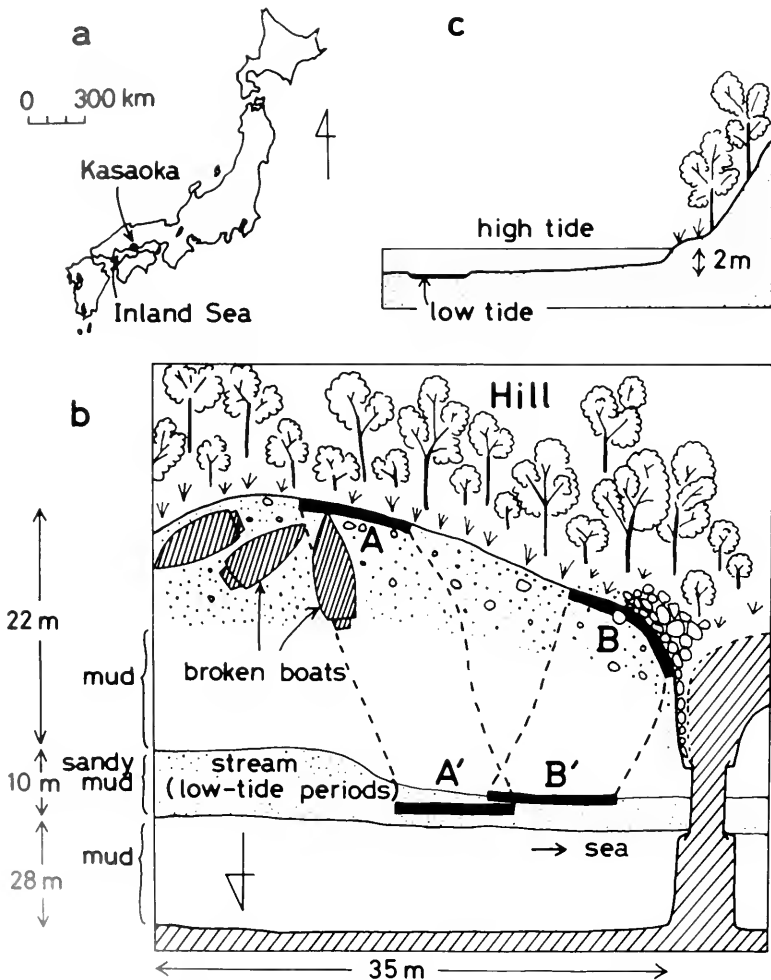 a
0 300 km
Kasaoka
Inland Sea
c
high tide
2m
low tide
b
Hill
A
B
22 m
mud
broken boats
sandy
mud
10 m
stream
(low-tide periods)
A'
B'
mud
→ sea
28 m
35 m